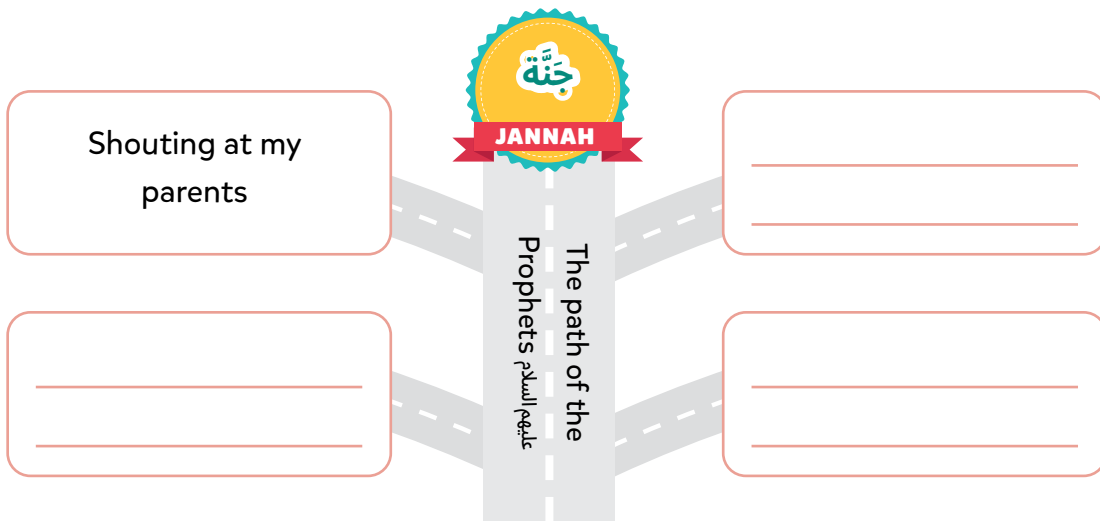 جَنَّة
JANNAH
Shouting at my
parents
The path of the
Prophets عليهم السلام